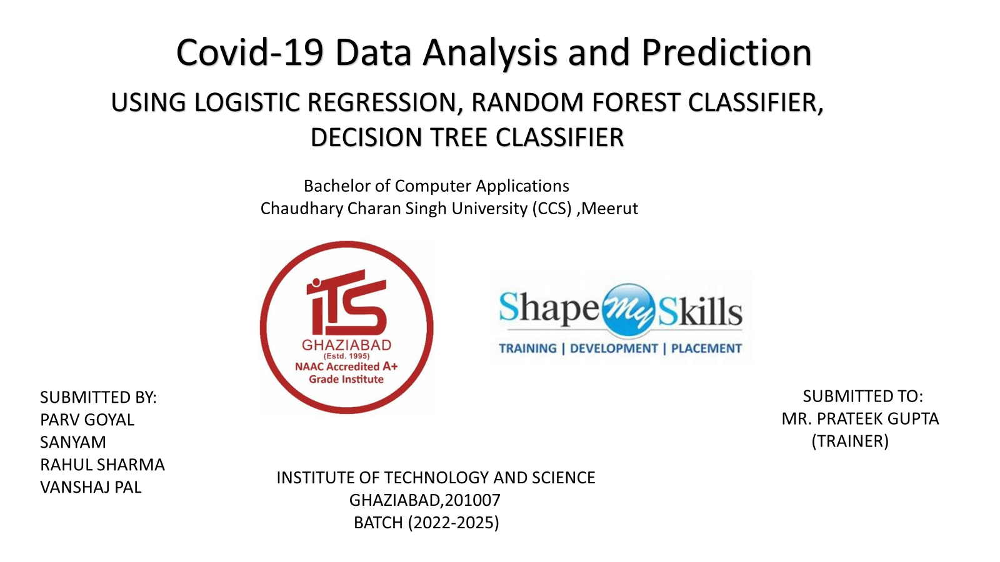 Covid-19 Data Analysis and Prediction
USING LOGISTIC REGRESSION, RANDOM FOREST CLASSIFIER,
DECISION TREE CLASSIFIER
Bachelor of Computer Applications
Chaudhary Charan Singh University (CCS) ,Meerut
iTS
GHAZIABAD
(Estd. 1995)
NAAC Accredited A+
Grade Institute
Shape My Skills
TRAINING | DEVELOPMENT | PLACEMENT
SUBMITTED BY:
PARV GOYAL
SANYAM
RAHUL SHARMA
VANSHAJ PAL
SUBMITTED TO:
MR. PRATEEK GUPTA
(TRAINER)
INSTITUTE OF TECHNOLOGY AND SCIENCE
GHAZIABAD,201007
BATCH (2022-2025)